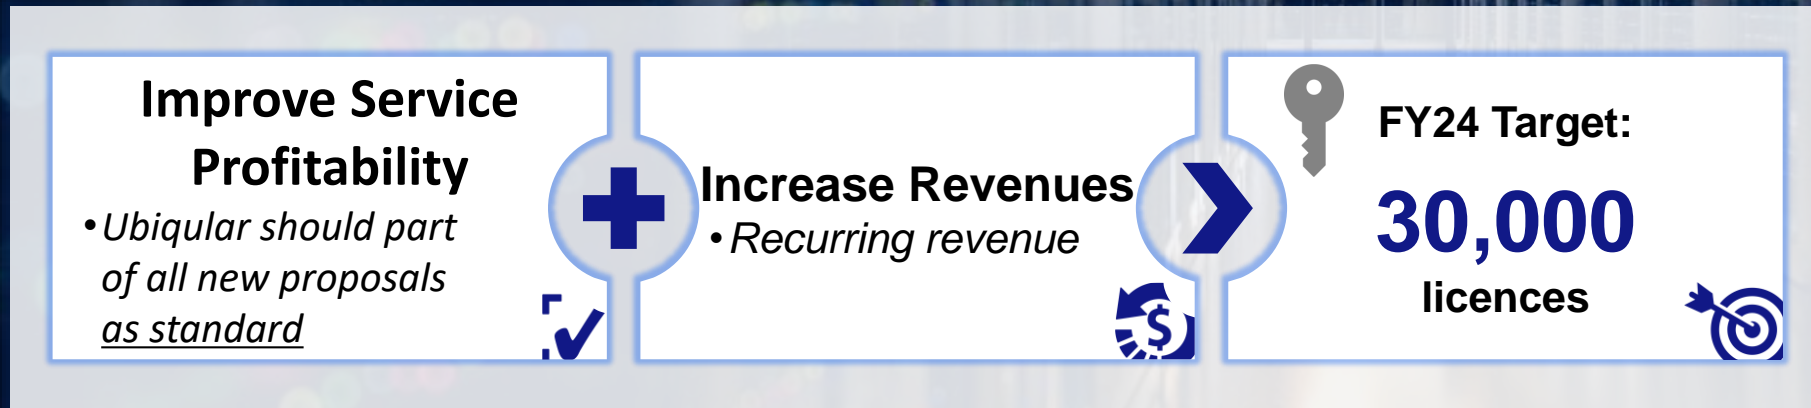 Improve Service
Profitability
•Ubiqular should part
of all new proposals
as standard
Increase Revenues
•Recurring revenue
FY24 Target:
30,000
licences